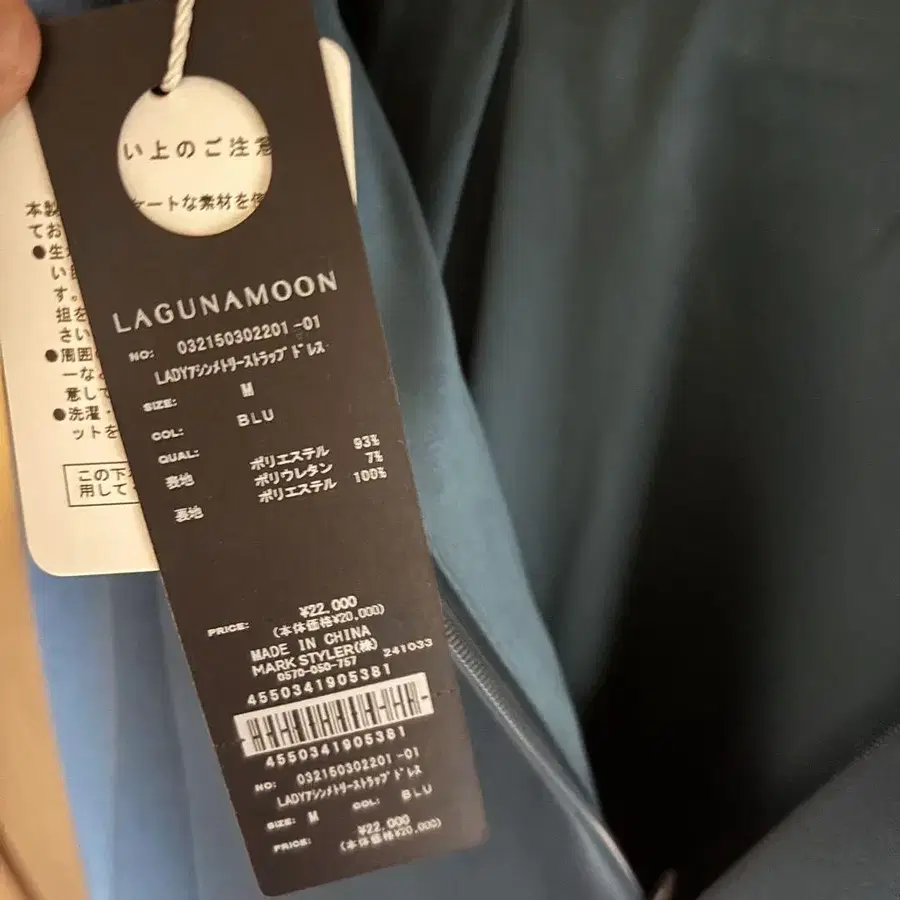 い上のご注意
ケートな素材を使
本製
てお
●生
い
す。
担を
さい
●周囲
ーなど
意して
●洗濯・
ットを
この下
用して
LAGUNAMOON
NO: 032150302201-01
LADYアシンメトリーストラップドレス
SIZE: M
COL: BLU
QUAL:
表地 ポリエステル 93%
ポリウレタン 7%
裏地 ポリエステル 100%
PRICE: ¥22,000
(本体価格¥20,000)
MADE IN CHINA
MARK STYLER(株)
0570-050-757 241033
4550341905381
4550341905381
NO: 032150302201-01
LADYアシンメトリーストラップドレス
SIZE: M COL: BLU
PRICE: ¥22,000
(本体価格¥20,000)